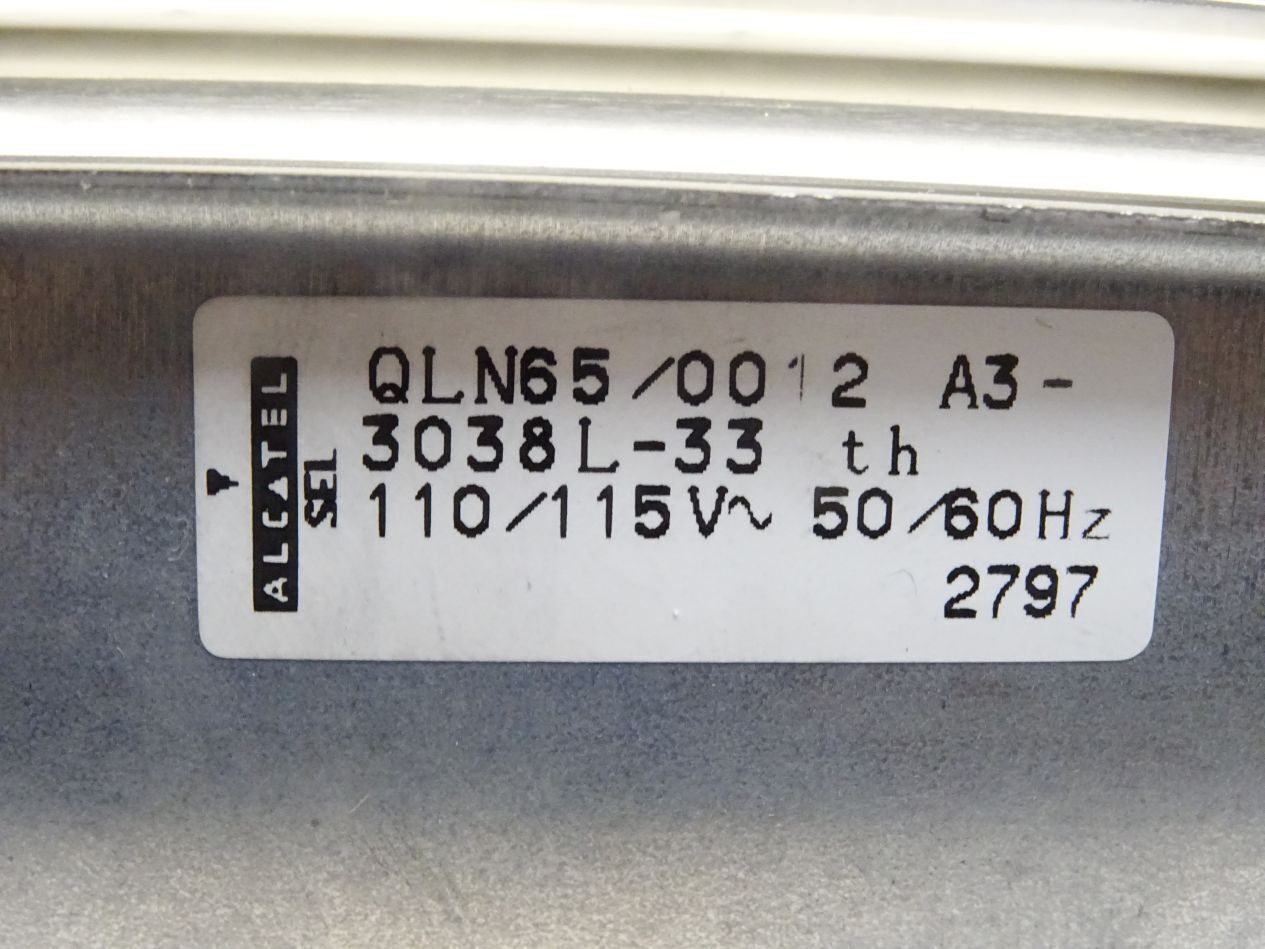 ALCATEL
SEL
QLN65/0012 A3-
3038L-33 th
110/115V~ 50/60Hz
2797